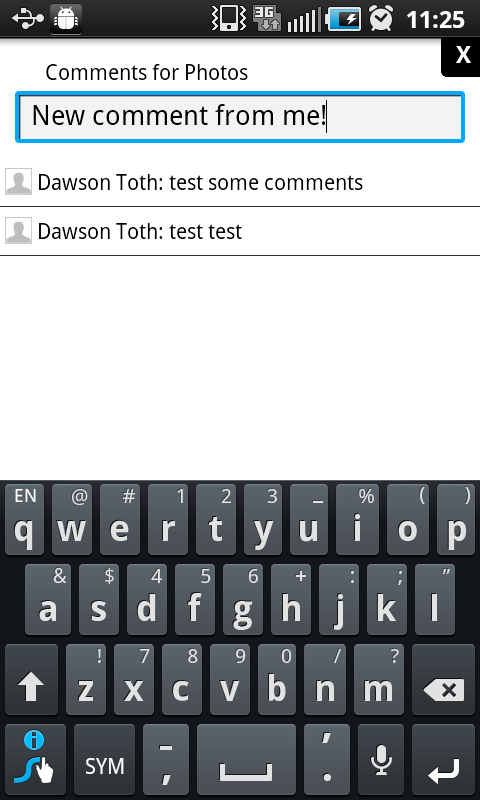 3G 11:25
X
Comments for Photos
New comment from me!
Dawson Toth: test some comments
Dawson Toth: test test
EN @ # 1 2 3 _ % ( )
q w e r t y u i o p
& $ 4 5 6 + : ; "
a s d f g h j k l
! 7 8 9 0 / ?
z x c v b n m
i SYM - , ' .